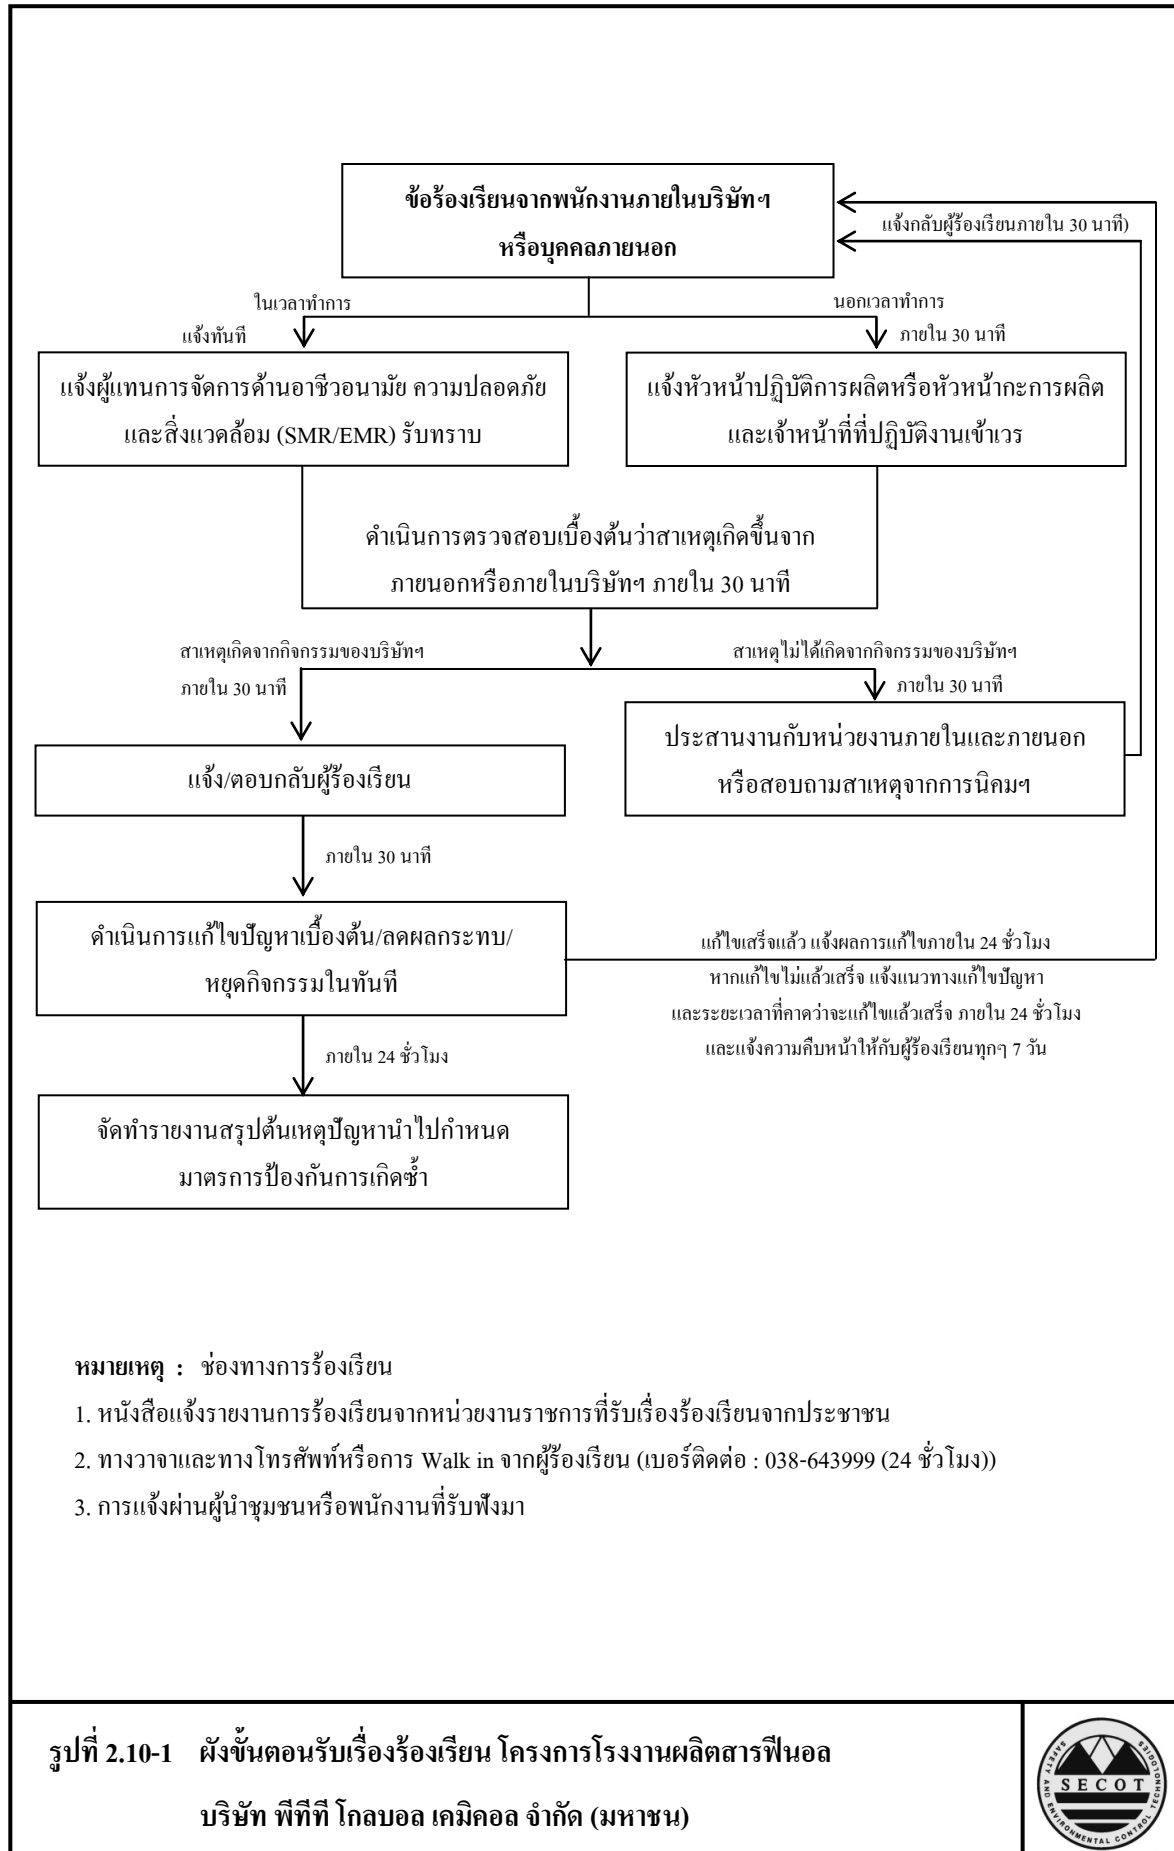 ข้อร้องเรียนจากพนักงานภายในบริษัทฯ
หรือบุคคลภายนอก
แจ้งกลับผู้ร้องเรียนภายใน 30 นาที)
ในเวลาทำการ
นอกเวลาทำการ
แจ้งทันที
ภายใน 30 นาที
แจ้งผู้แทนการจัดการด้านอาชีวอนามัย ความปลอดภัย
และสิ่งแวดล้อม (SMR/EMR) รับทราบ
แจ้งหัวหน้าปฏิบัติการผลิตหรือหัวหน้ากะการผลิต
และเจ้าหน้าที่ที่ปฏิบัติงานเข้าเวร
ดำเนินการตรวจสอบเบื้องต้นว่าสาเหตุเกิดขึ้นจาก
ภายนอกหรือภายในบริษัทฯ ภายใน 30 นาที
สาเหตุเกิดจากกิจกรรมของบริษัทฯ
ภายใน 30 นาที
สาเหตุไม่ได้เกิดจากกิจกรรมของบริษัทฯ
ภายใน 30 นาที
แจ้ง/ตอบกลับผู้ร้องเรียน
ประสานงานกับหน่วยงานภายในและภายนอก
หรือสอบถามสาเหตุจากการนิคมฯ
ภายใน 30 นาที
ดำเนินการแก้ไขปัญหาเบื้องต้น/ลดผลกระทบ/
หยุดกิจกรรมในทันที
แก้ไขเสร็จแล้ว แจ้งผลการแก้ไขภายใน 24 ชั่วโมง
หากแก้ไขไม่แล้วเสร็จ แจ้งแนวทางแก้ไขปัญหา
และระยะเวลาที่คาดว่าจะแก้ไขแล้วเสร็จ ภายใน 24 ชั่วโมง
และแจ้งความคืบหน้าให้กับผู้ร้องเรียนทุกๆ 7 วัน
ภายใน 24 ชั่วโมง
จัดทำรายงานสรุปต้นเหตุปัญหานำไปกำหนด
มาตรการป้องกันการเกิดซ้ำ
หมายเหตุ : ช่องทางการร้องเรียน
1. หนังสือแจ้งรายงานการร้องเรียนจากหน่วยงานราชการที่รับเรื่องร้องเรียนจากประชาชน
2. ทางวาจาและทางโทรศัพท์หรือการ Walk in จากผู้ร้องเรียน (เบอร์ติดต่อ : 038-643999 (24 ชั่วโมง))
3. การแจ้งผ่านผู้นำชุมชนหรือพนักงานที่รับฟังมา
รูปที่ 2.10-1 ผังขั้นตอนรับเรื่องร้องเรียน โครงการโรงงานผลิตสารฟีนอล
บริษัท พีทีที โกลบอล เคมิคอล จำกัด (มหาชน)
SECOT
SAFETY AND ENVIRONMENTAL CONTROL TECHNOLOGIES